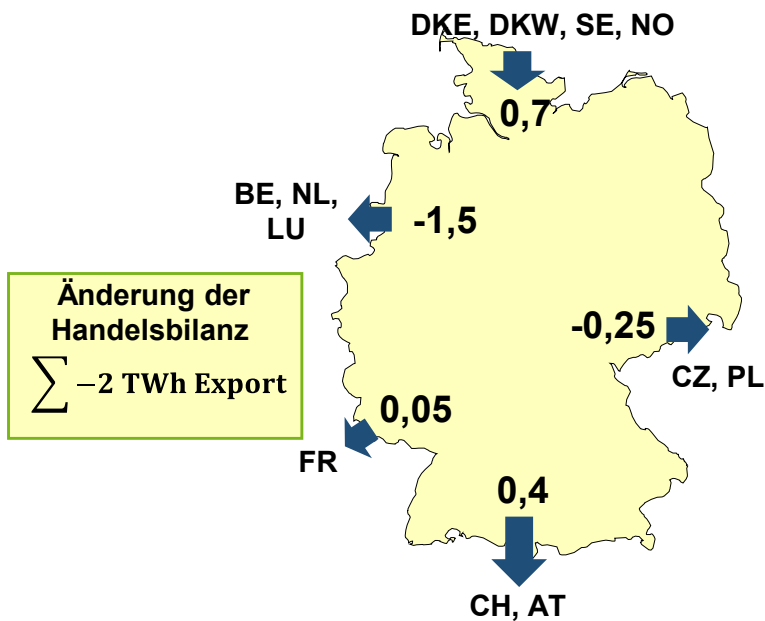 DKE, DKW, SE, NO
0,7
BE, NL,
LU
-1,5
Änderung der
Handelsbilanz
∑ −2 TWh Export
-0,25
CZ, PL
0,05
FR
0,4
CH, AT